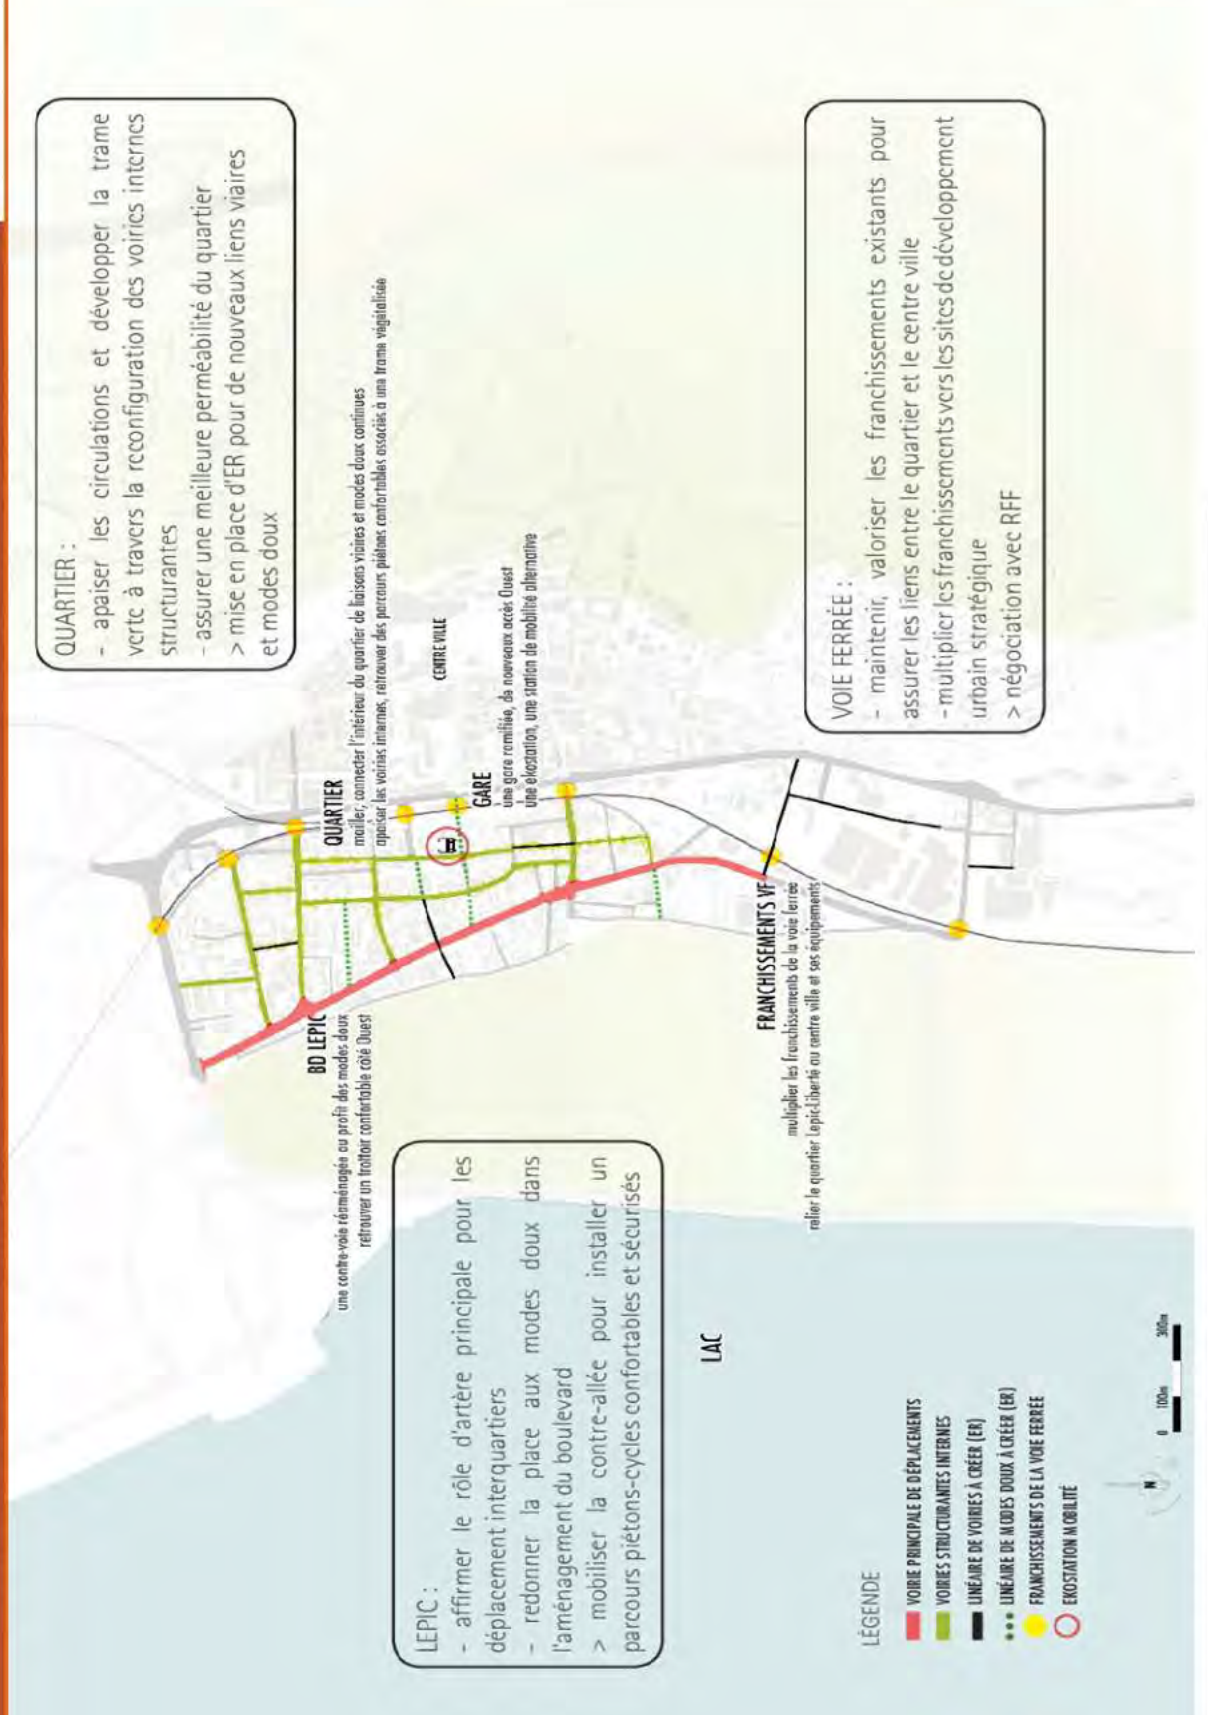 QUARTIER :
- apaiser les circulations et développer la trame
verte à travers la reconfiguration des voiries internes
structurantes
- assurer une meilleure perméabilité du quartier
> mise en place d'ER pour de nouveaux liens viaires
et modes doux
QUARTIER
mailler, connecter l'intérieur du quartier de liaisons viaires et modes doux continues
apaiser les voiries internes, retrouver des parcours piétons confortables associés à une trame végétalisée
CENTRE VILLE
GARE
une gare ramifiée, de nouveaux accès Ouest
une ekostation, une station de mobilité alternative
VOIE FERRÉE :
- maintenir, valoriser les franchissements existants pour
assurer les liens entre le quartier et le centre ville
- multiplier les franchissements vers les sites de développement
urbain stratégique
> négociation avec RFF
BD LEPIC
une contre-voie réaménagée au profit des modes doux
retrouver un trottoir confortable côté Ouest
FRANCHISSEMENTS VF
multiplier les franchissements de la voie ferrée
relier le quartier Lepic-Liberté au centre ville et ses équipements
LEPIC :
- affirmer le rôle d'artère principale pour les
déplacement interquartiers
- redonner la place aux modes doux dans
l'aménagement du boulevard
> mobiliser la contre-allée pour installer un
parcours piétons-cycles confortables et sécurisés
LAC
LÉGENDE
VOIRIE PRINCIPALE DE DÉPLACEMENTS
VOIRIES STRUCTURANTES INTERNES
LINÉAIRE DE VOIRIES À CRÉER (ER)
LINÉAIRE DE MODES DOUX À CRÉER (ER)
FRANCHISSEMENTS DE LA VOIE FERRÉE
EKOSTATION MOBILITÉ
N
0 100m 300m